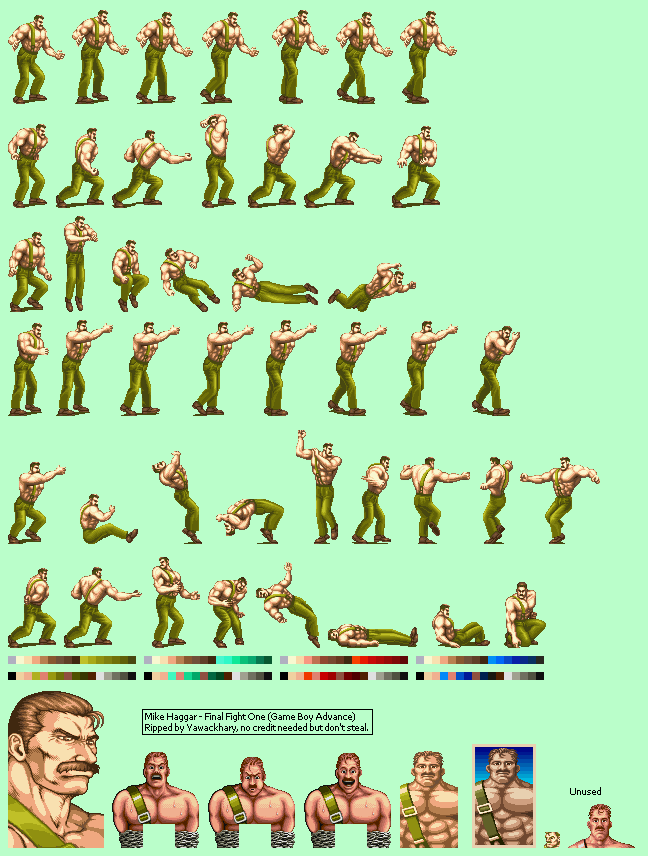 Mike Haggar - Final Fight One (Game Boy Advance)
Ripped by Yawackhary, no credit needed but don't steal.
Unused